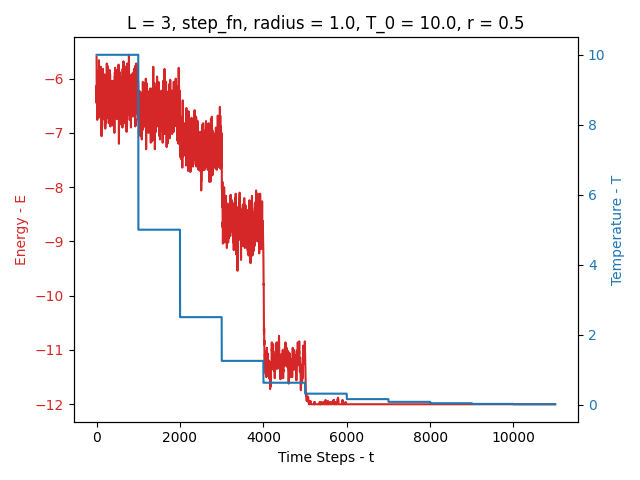 L = 3, step_fn, radius = 1.0, T_0 = 10.0, r = 0.5
Energy - E
−6
−7
−8
−9
−10
−11
−12
10
8
6
4
2
0
Temperature - T
0 2000 4000 6000 8000 10000
Time Steps - t